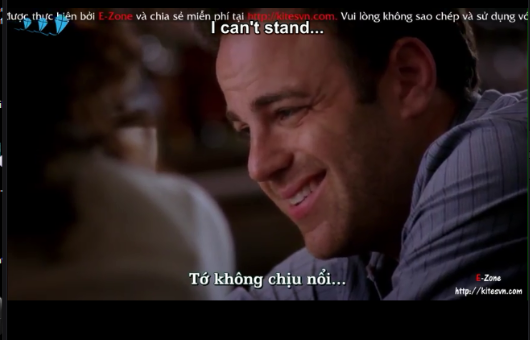 được thực hiện bởi E-Zone và chia sẻ miễn phí tại http://kitesvn.com. Vui lòng không sao chép và sử dụng
I can't stand...
Tớ không chịu nổi...
E-Zone
http://kitesvn.com